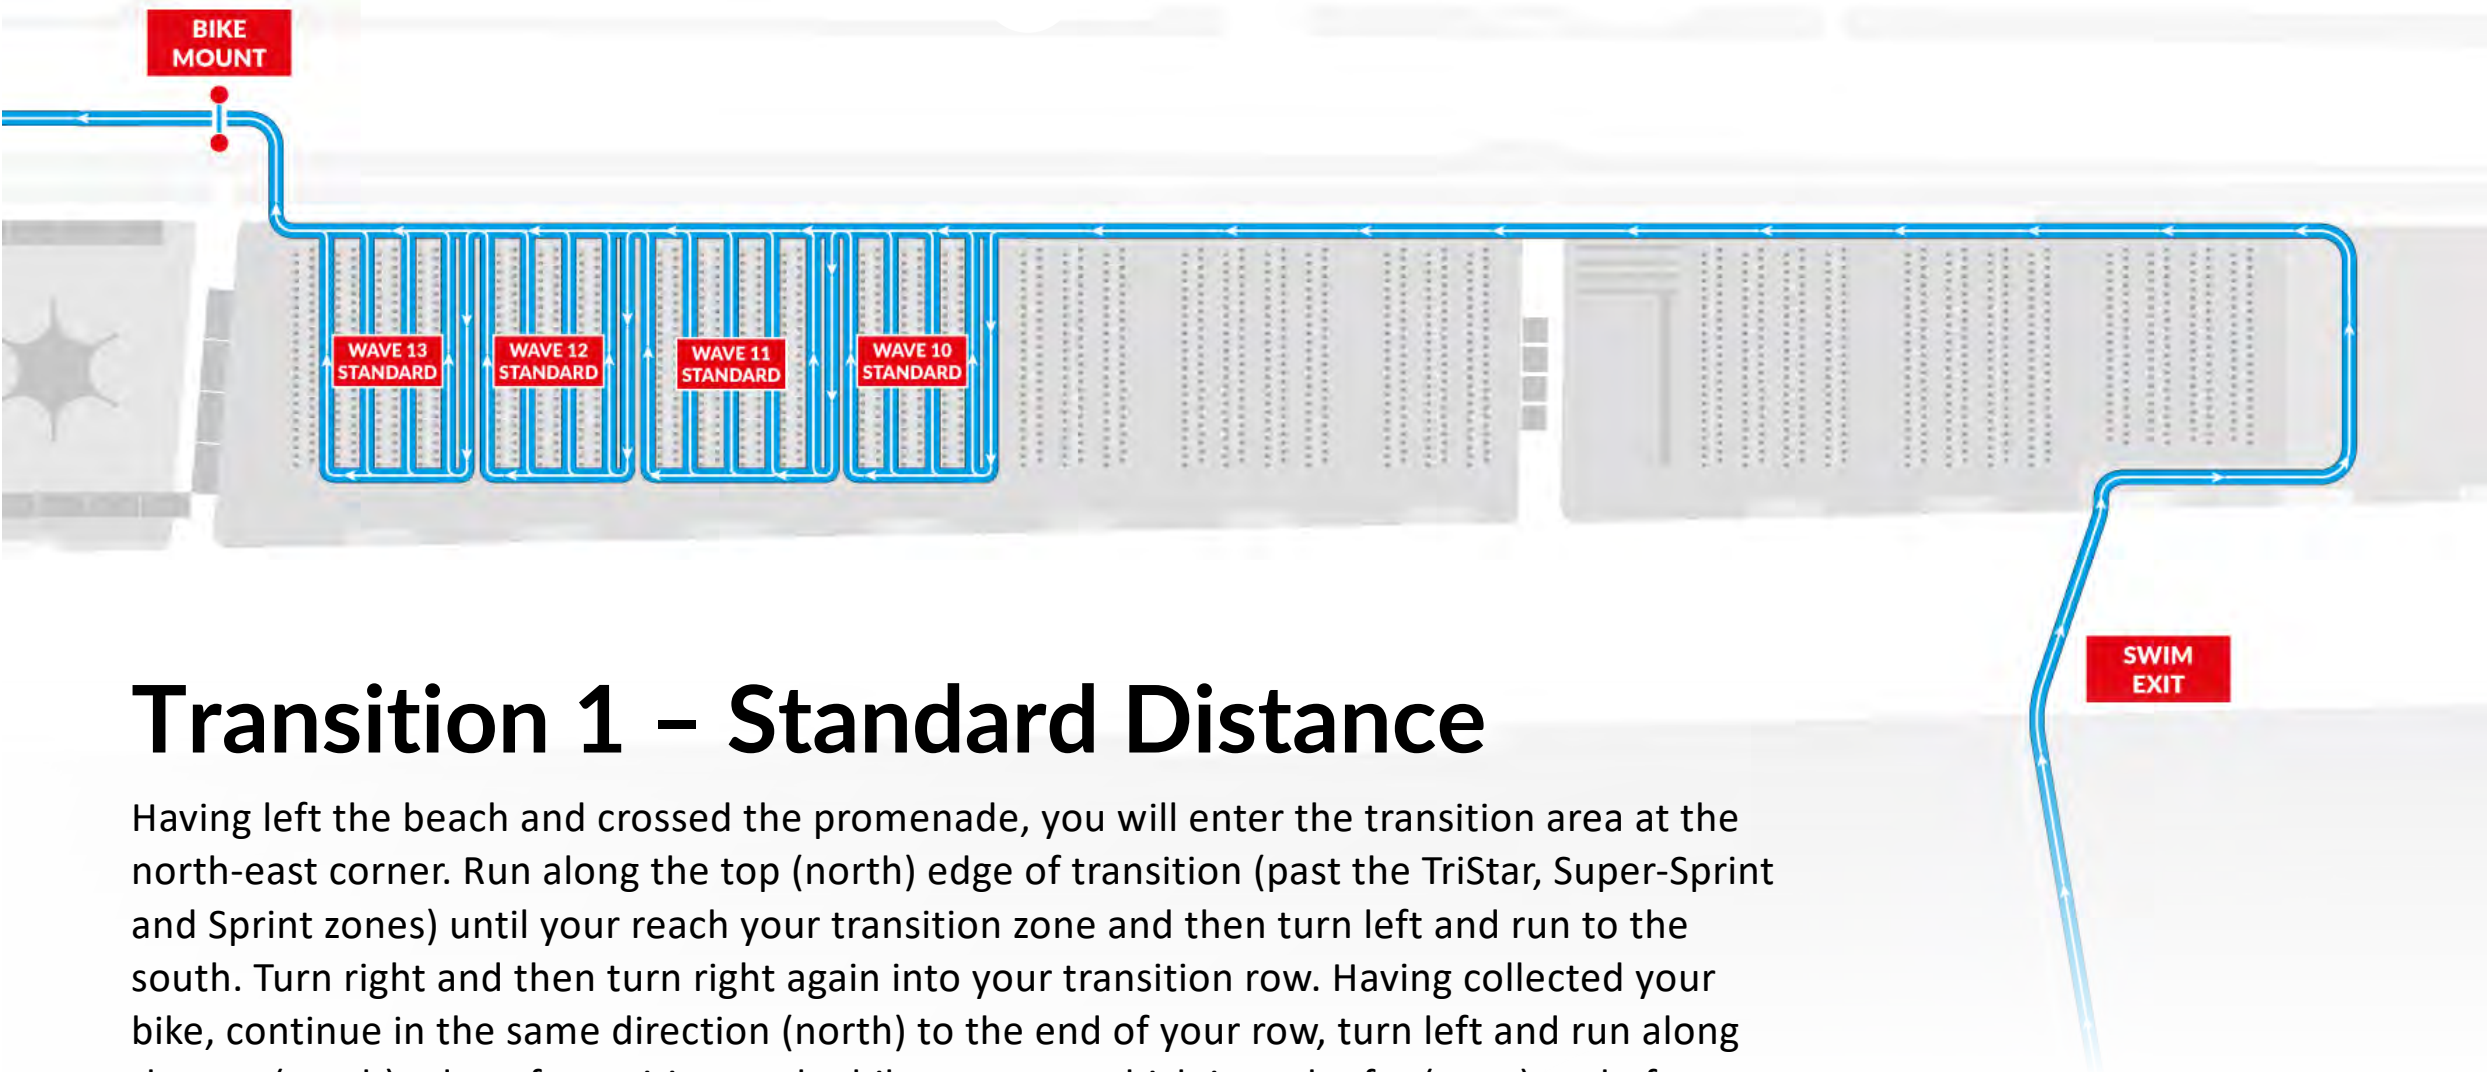 BIKE
MOUNT
WAVE 13
STANDARD
WAVE 12
STANDARD
WAVE 11
STANDARD
WAVE 10
STANDARD
SWIM
EXIT
Transition 1 – Standard Distance
Having left the beach and crossed the promenade, you will enter the transition area at the
north-east corner. Run along the top (north) edge of transition (past the TriStar, Super-Sprint
and Sprint zones) until your reach your transition zone and then turn left and run to the
south. Turn right and then turn right again into your transition row. Having collected your
bike, continue in the same direction (north) to the end of your row, turn left and run along